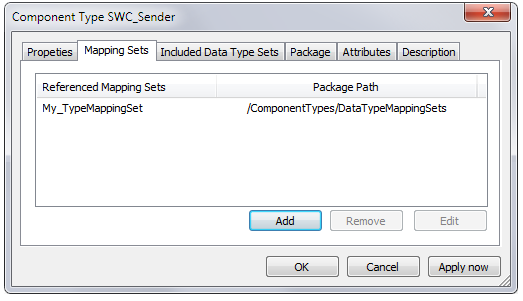 Component Type SWC_Sender
Propeties Mapping Sets Included Data Type Sets Package Attributes Description
Referenced Mapping Sets Package Path
My_TypeMappingSet /ComponentTypes/DataTypeMappingSets
Add Remove Edit
OK Cancel Apply now